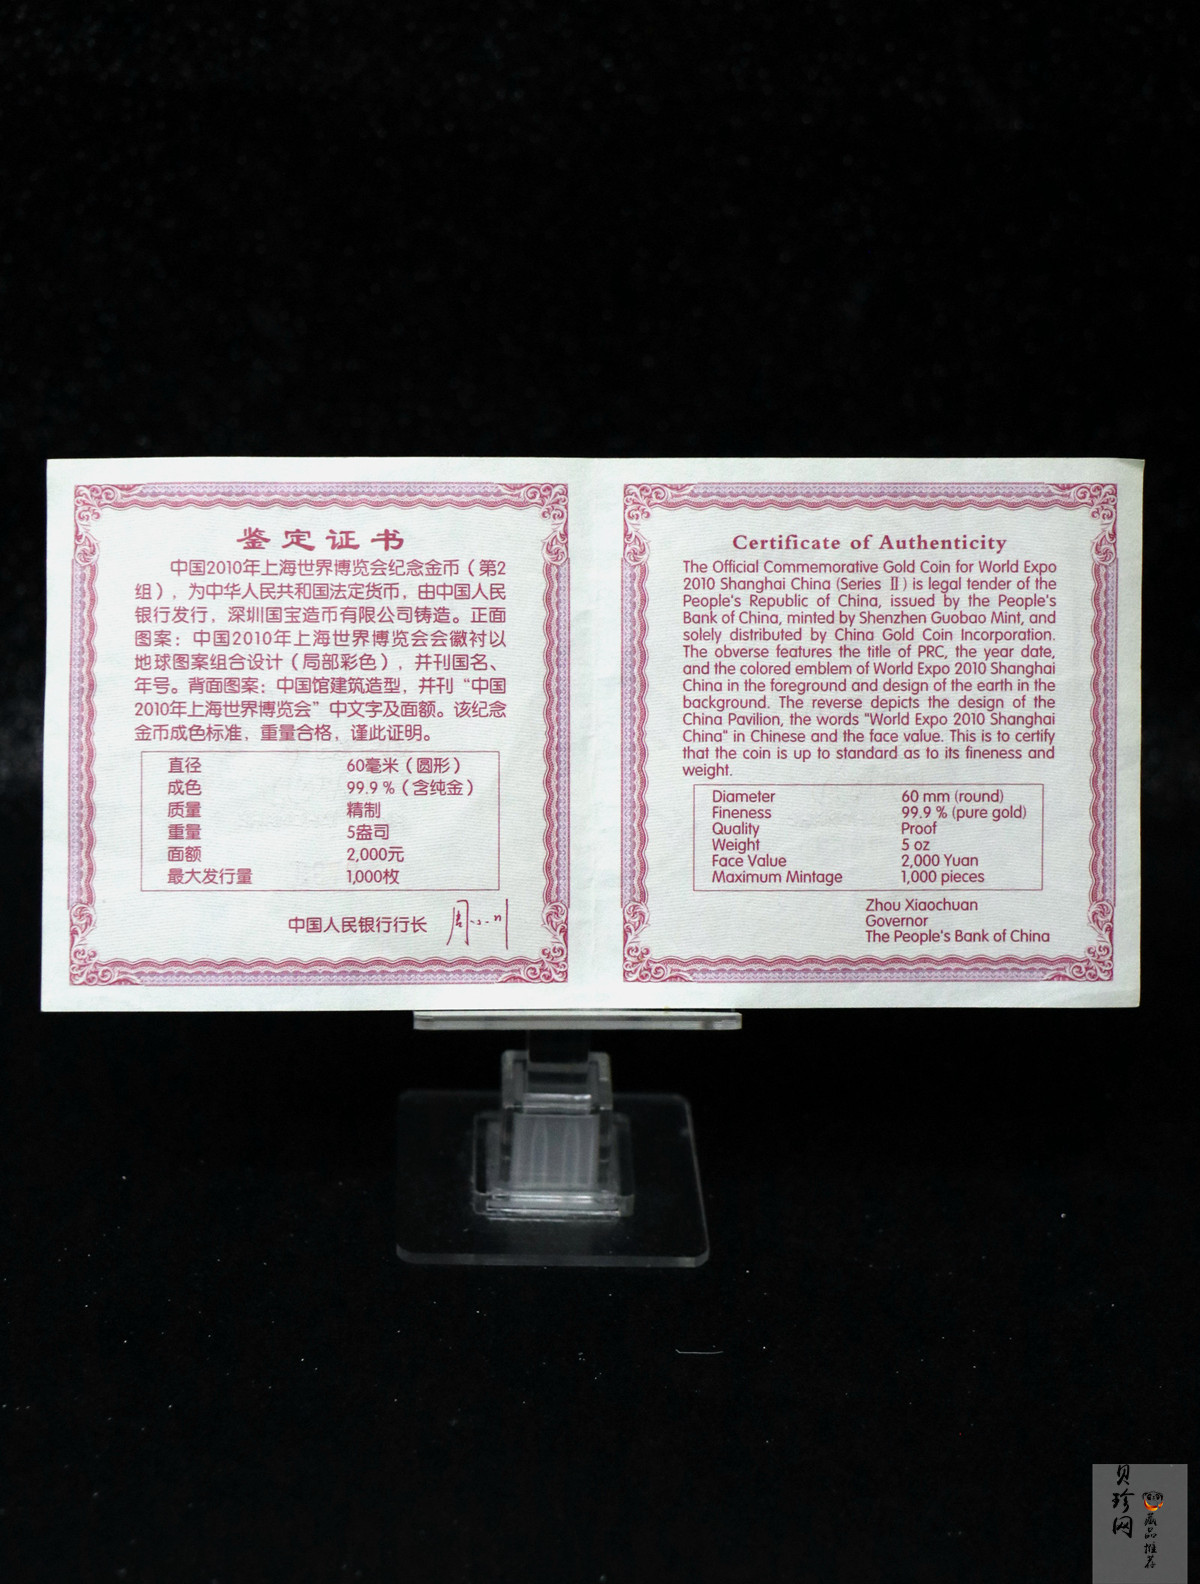 鉴定证书
中国2010年上海世界博览会纪念金币（第2
组），为中华人民共和国法定货币，由中国人民
银行发行，深圳国宝造币有限公司铸造。正面
图案：中国2010年上海世界博览会会徽衬以
地球图案组合设计（局部彩色），并刊国名、
年号。背面图案：中国馆建筑造型，并刊“中国
2010年上海世界博览会”中文字及面额。该纪念
金币成色标准，重量合格，谨此证明。
直径 60毫米（圆形）
成色 99.9％（含纯金）
质量 精制
重量 5盎司
面额 2,000元
最大发行量 1,000枚
中国人民银行行长 周小川
Certificate of Authenticity
The Official Commemorative Gold Coin for World Expo
2010 Shanghai China (Series Ⅱ) is legal tender of the
People's Republic of China, issued by the People's
Bank of China, minted by Shenzhen Guobao Mint, and
solely distributed by China Gold Coin Incorporation.
The obverse features the title of PRC, the year date,
and the colored emblem of World Expo 2010 Shanghai
China in the foreground and design of the earth in the
background. The reverse depicts the design of the
China Pavilion, the words "World Expo 2010 Shanghai
China" in Chinese and the face value. This is to certify
that the coin is up to standard as to its fineness and
weight.
Diameter 60 mm (round)
Fineness 99.9 % (pure gold)
Quality Proof
Weight 5 oz
Face Value 2,000 Yuan
Maximum Mintage 1,000 pieces
Zhou Xiaochuan
Governor
The People's Bank of China
贝珍网
藏品推荐